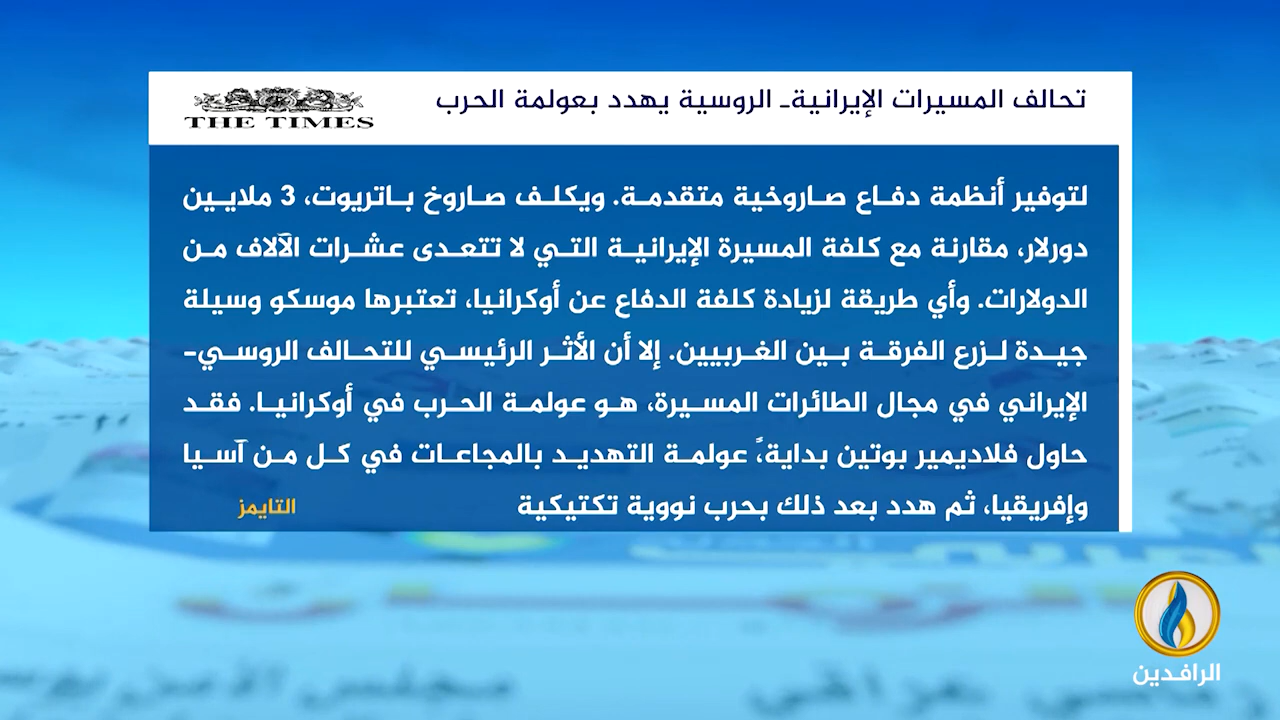 تحالف المسيرات الإيرانية- الروسية يهدد بعولمة الحرب
THE TIMES
لتوفير أنظمة دفاع صاروخية متقدمة. ويكلف صاروخ باتريوت، 3 ملايين
دورلار، مقارنة مع كلفة المسيرة الإيرانية التي لا تتعدى عشرات الآلاف من
الدولارات. وأي طريقة لزيادة كلفة الدفاع عن أوكرانيا، تعتبرها موسكو وسيلة
جيدة لزرع الفرقة بين الغربيين. إلا أن الأثر الرئيسي للتحالف الروسي-
الإيراني في مجال الطائرات المسيرة، هو عولمة الحرب في أوكرانيا. فقد
حاول فلاديمير بوتين بداية،ً عولمة التهديد بالمجاعات في كل من آسيا
وإفريقيا، ثم هدد بعد ذلك بحرب نووية تكتيكية
التايمز
الرافدين
مجلس الأمن